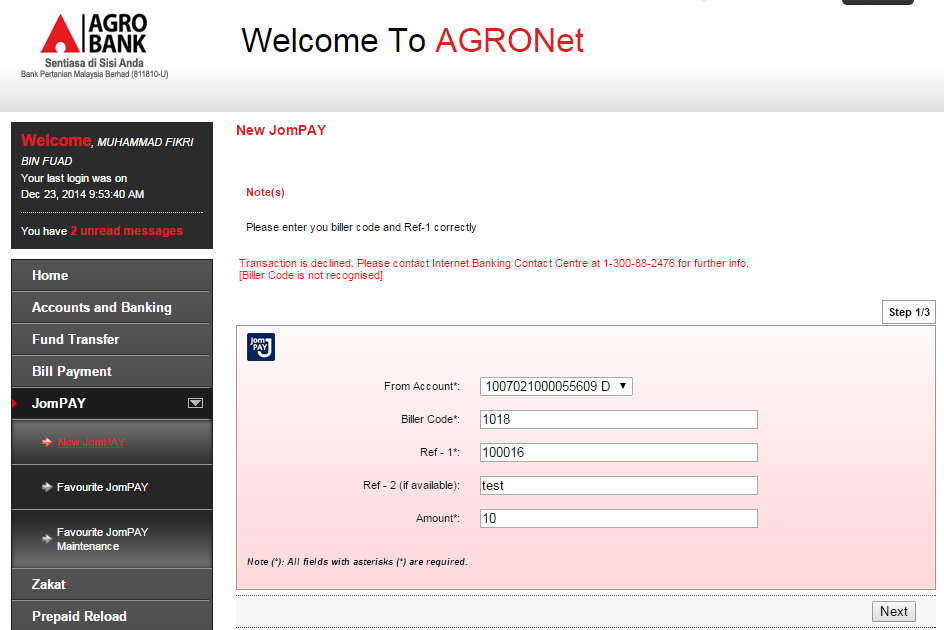 AGRO
BANK
Sentiasa di Sisi Anda
Bank Pertanian Malaysia Berhad (811810-U)
Welcome To AGRONet
Welcome, MUHAMMAD FIKRI
BIN FUAD
Your last login was on
Dec 23, 2014 9:53:40 AM
You have 2 unread messages
Home
Accounts and Banking
Fund Transfer
Bill Payment
JomPAY
New JomPAY
Favourite JomPAY
Favourite JomPAY
Maintenance
Zakat
Prepaid Reload
New JomPAY
Note(s)
Please enter you biller code and Ref-1 correctly
Transaction is declined. Please contact Internet Banking Contact Centre at 1-300-88-2476 for further info.
[Biller Code is not recognised]
Step 1/3
Jom
PAY
From Account*: 1007021000055609 D
Biller Code*: 1018
Ref - 1*: 100016
Ref - 2 (if available): test
Amount*: 10
Note (*): All fields with asterisks (*) are required.
Next